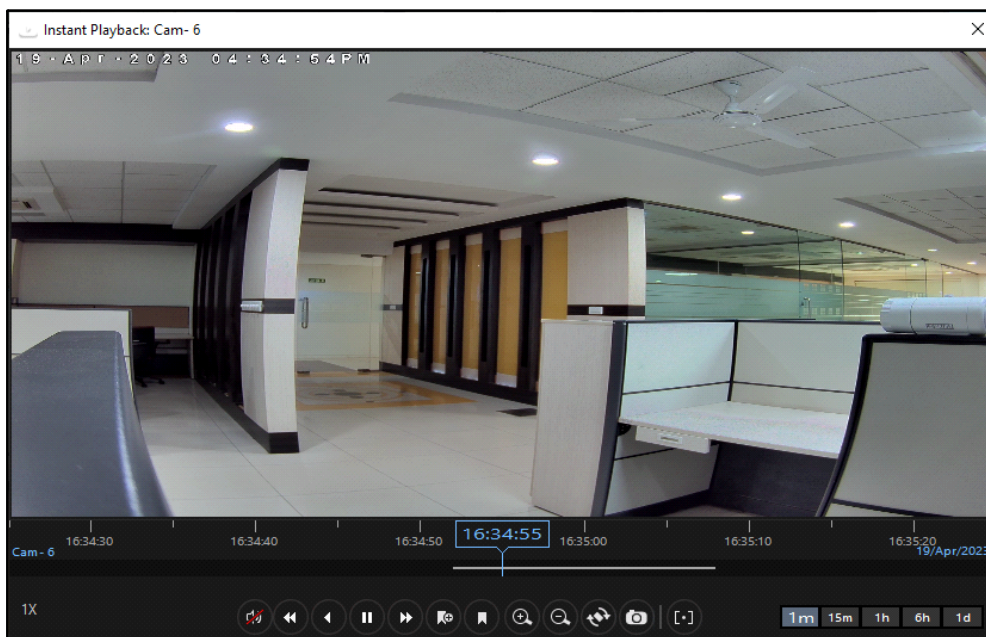 Instant Playback: Cam- 6
19-Apr-2023 04:34:54PM
16:34:30
16:34:40
16:34:50
16:34:55
16:35:00
16:35:10
16:35:20
Cam - 6
19/Apr/2023
1X
1m
15m
1h
6h
1d